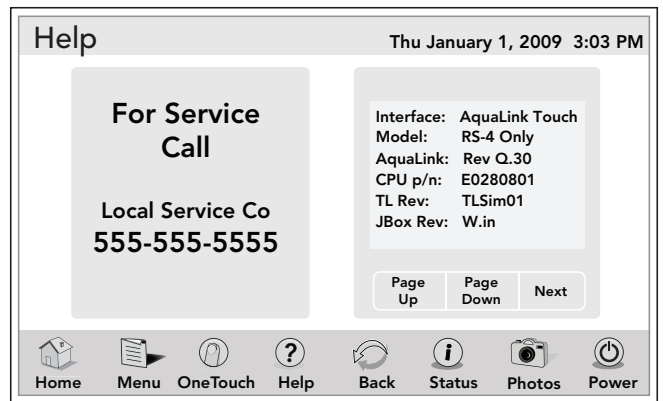 Help
Thu January 1, 2009 3:03 PM
For Service
Call
Local Service Co
555-555-5555
Interface: AquaLink Touch
Model: RS-4 Only
AquaLink: Rev Q.30
CPU p/n: E0280801
TL Rev: TLSim01
JBox Rev: W.in
Page Up
Page Down
Next
Home
Menu
OneTouch
Help
Back
Status
Photos
Power